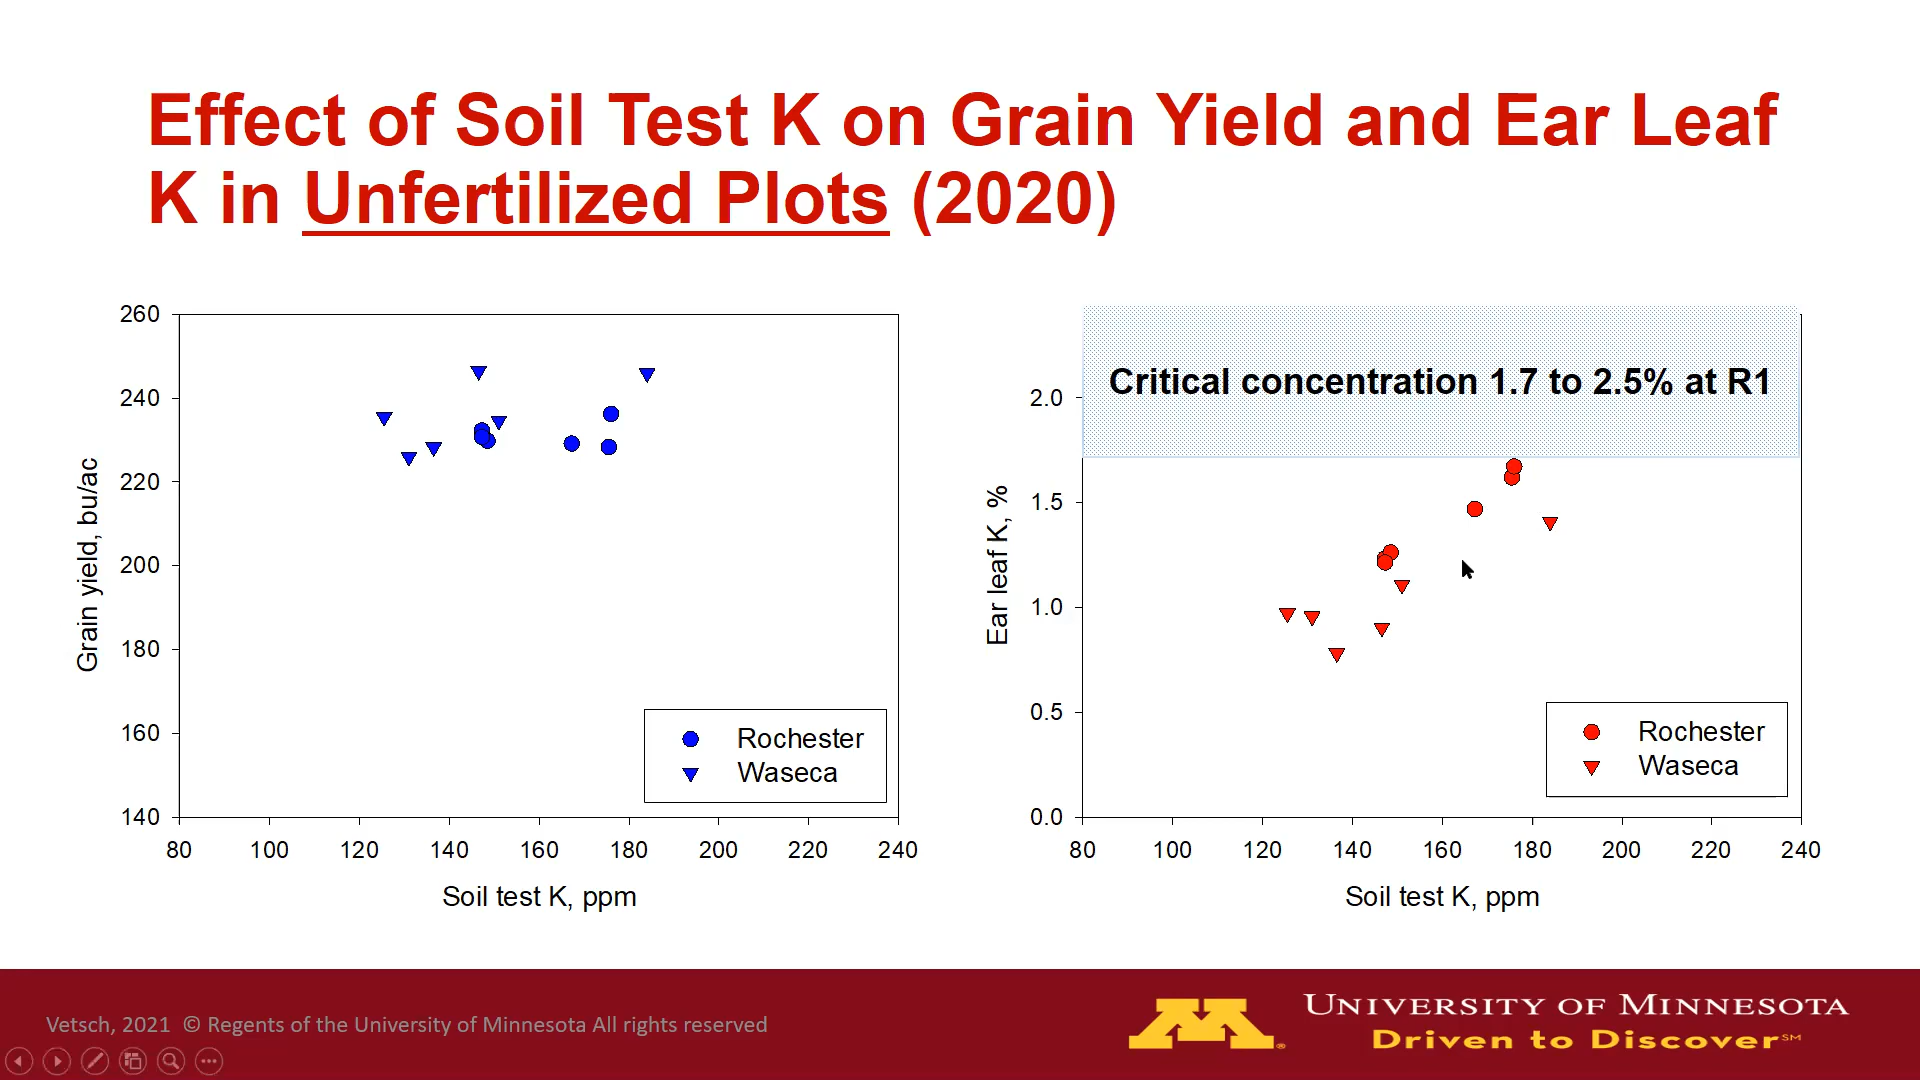 Effect of Soil Test K on Grain Yield and Ear Leaf
K in Unfertilized Plots (2020)
260
240
220
200
180
160
140
Grain yield, bu/ac
80 100 120 140 160 180 200 220 240
Soil test K, ppm
Rochester
Waseca
Critical concentration 1.7 to 2.5% at R1
2.0
1.5
1.0
0.5
0.0
Ear leaf K, %
80 100 120 140 160 180 200 220 240
Soil test K, ppm
Rochester
Waseca
Vetsch, 2021 © Regents of the University of Minnesota All rights reserved
M®
UNIVERSITY OF MINNESOTA
Driven to Discover℠